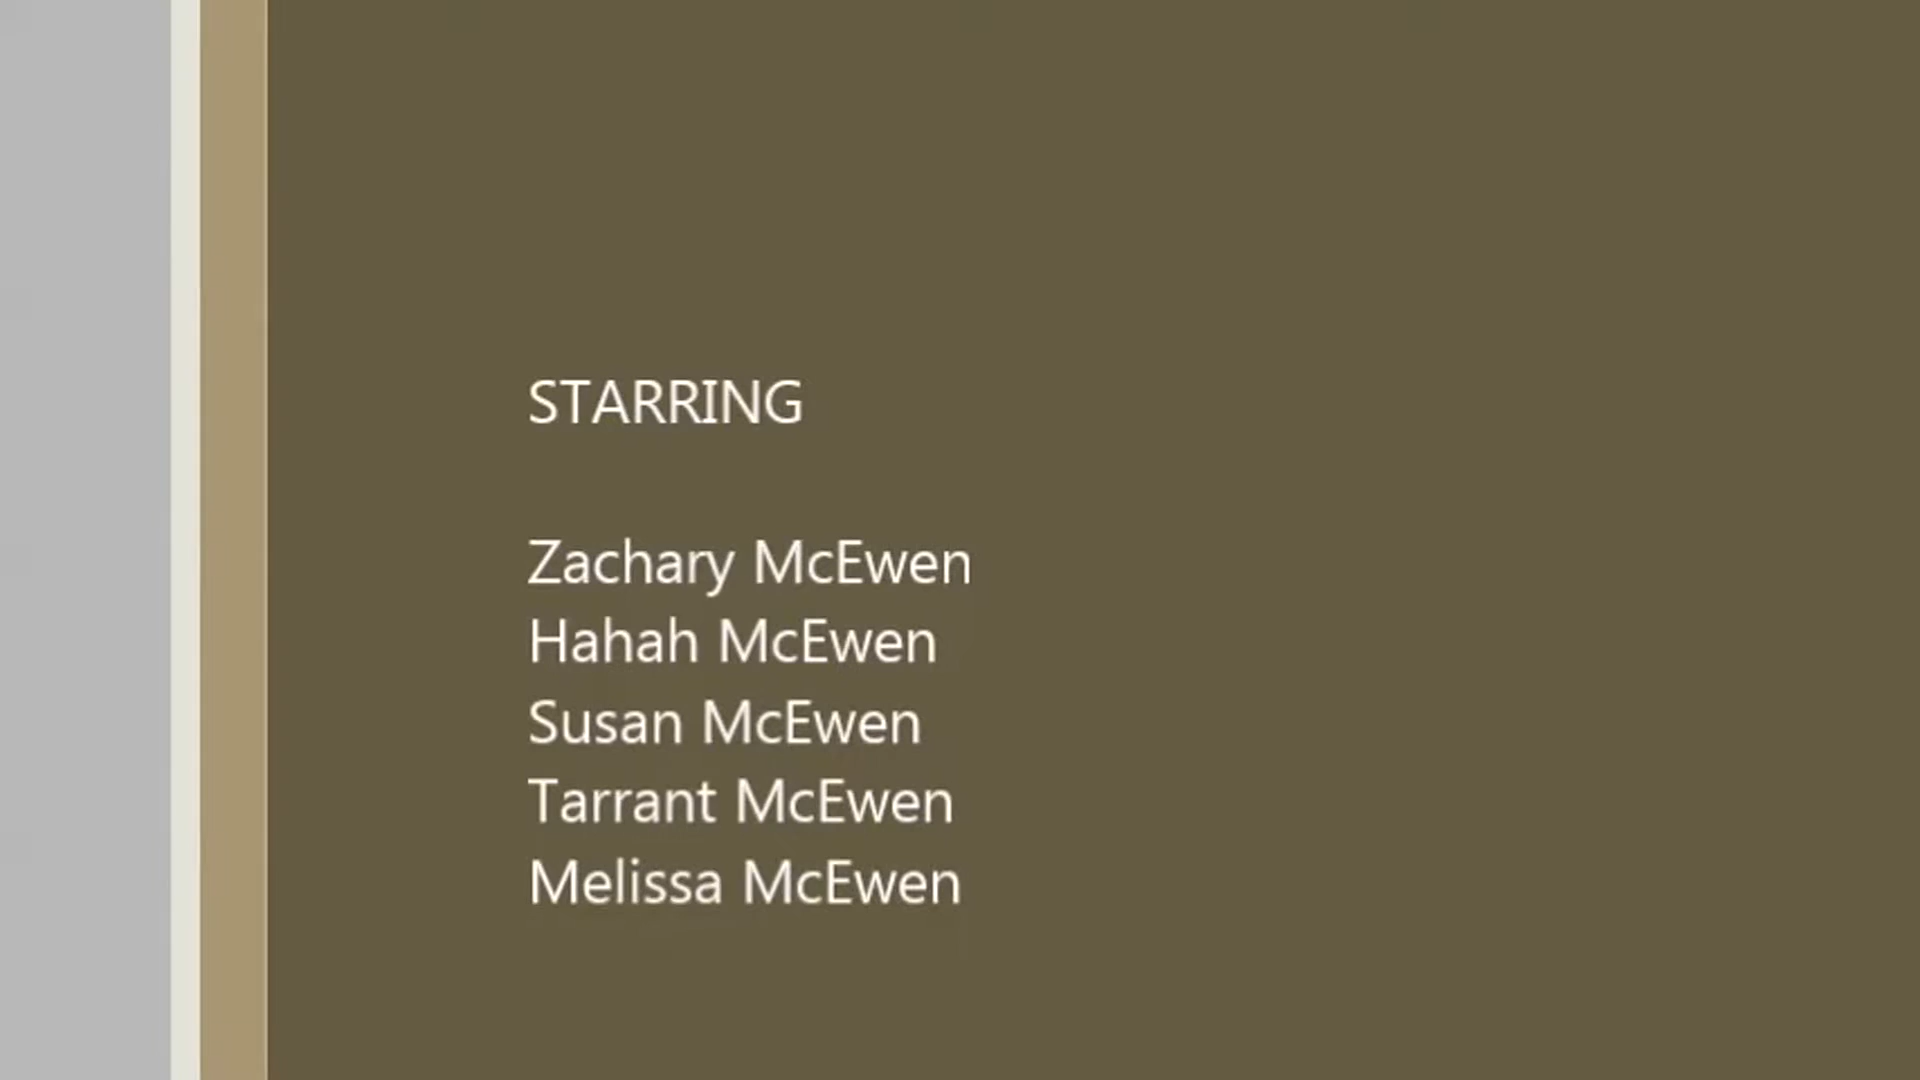 STARRING
Zachary McEwen
Hahah McEwen
Susan McEwen
Tarrant McEwen
Melissa McEwen